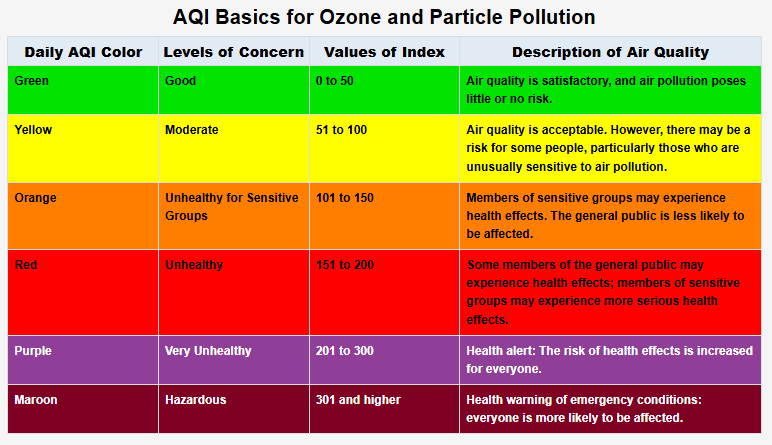 AQI Basics for Ozone and Particle Pollution
Daily AQI Color Levels of Concern Values of Index Description of Air Quality
Green Good 0 to 50 Air quality is satisfactory, and air pollution poses
little or no risk.
Yellow Moderate 51 to 100 Air quality is acceptable. However, there may be a
risk for some people, particularly those who are
unusually sensitive to air pollution.
Orange Unhealthy for Sensitive 101 to 150 Members of sensitive groups may experience
Groups health effects. The general public is less likely to
be affected.
Red Unhealthy 151 to 200 Some members of the general public may
experience health effects; members of sensitive
groups may experience more serious health
effects.
Purple Very Unhealthy 201 to 300 Health alert: The risk of health effects is increased
for everyone.
Maroon Hazardous 301 and higher Health warning of emergency conditions:
everyone is more likely to be affected.